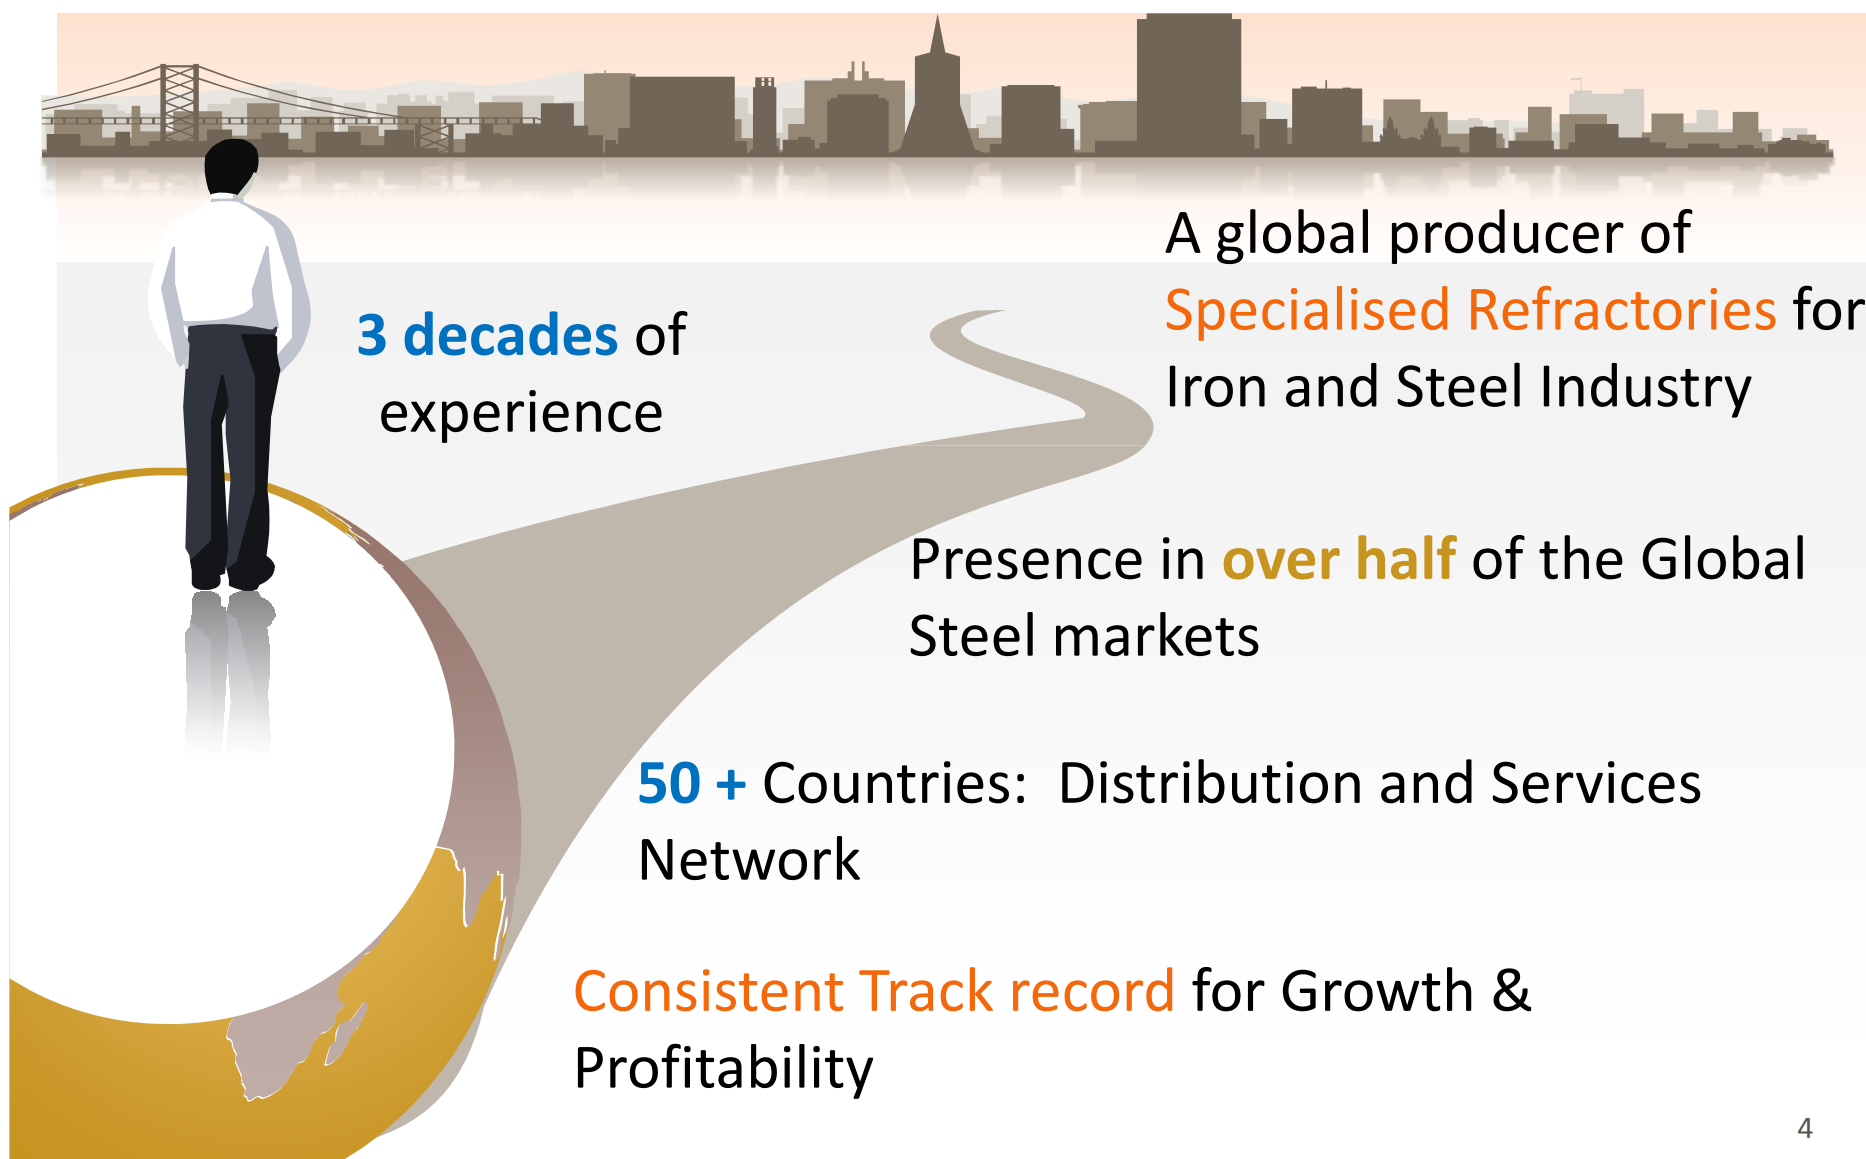 A global producer of
Specialised Refractories for
Iron and Steel Industry
3 decades of
experience
Presence in over half of the Global
Steel markets
50 + Countries:  Distribution and Services
Network
Consistent Track record for Growth &
Profitability
4